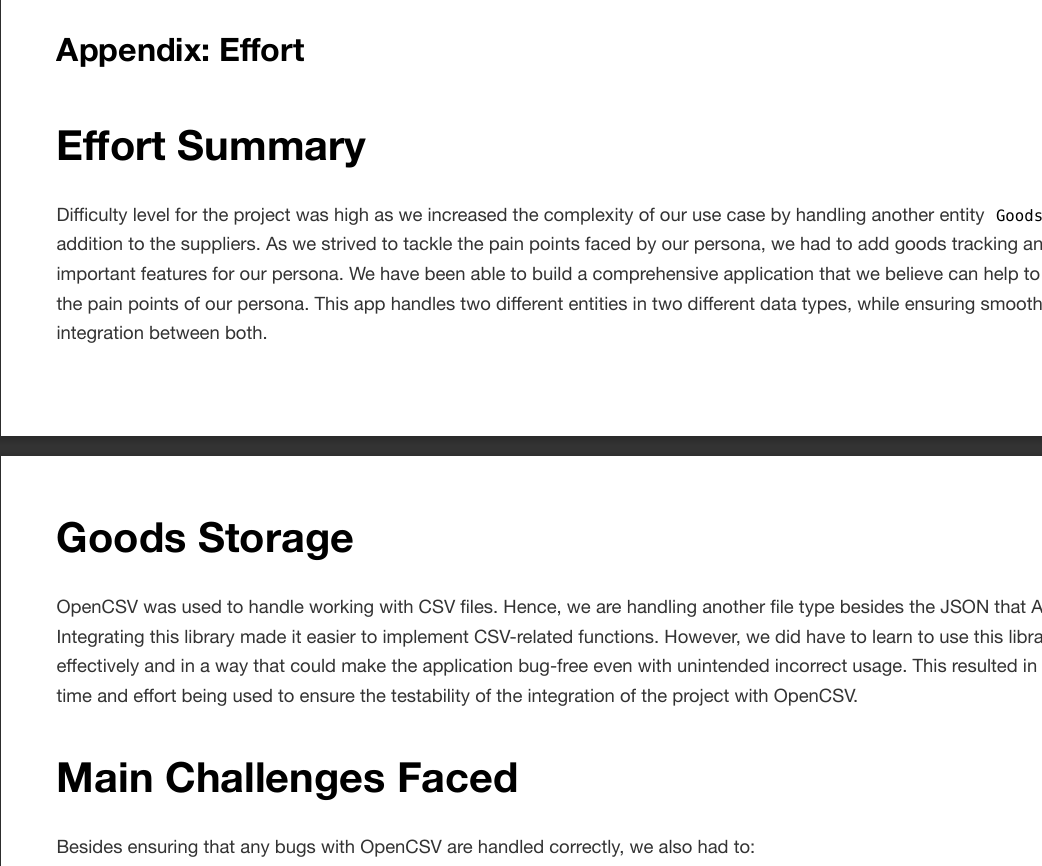 Appendix: Effort
Effort Summary
Difficulty level for the project was high as we increased the complexity of our use case by handling another entity Goods
addition to the suppliers. As we strived to tackle the pain points faced by our persona, we had to add goods tracking an
important features for our persona. We have been able to build a comprehensive application that we believe can help to
the pain points of our persona. This app handles two different entities in two different data types, while ensuring smooth
integration between both.
Goods Storage
OpenCSV was used to handle working with CSV files. Hence, we are handling another file type besides the JSON that A
Integrating this library made it easier to implement CSV-related functions. However, we did have to learn to use this libra
effectively and in a way that could make the application bug-free even with unintended incorrect usage. This resulted in
time and effort being used to ensure the testability of the integration of the project with OpenCSV.
Main Challenges Faced
Besides ensuring that any bugs with OpenCSV are handled correctly, we also had to: